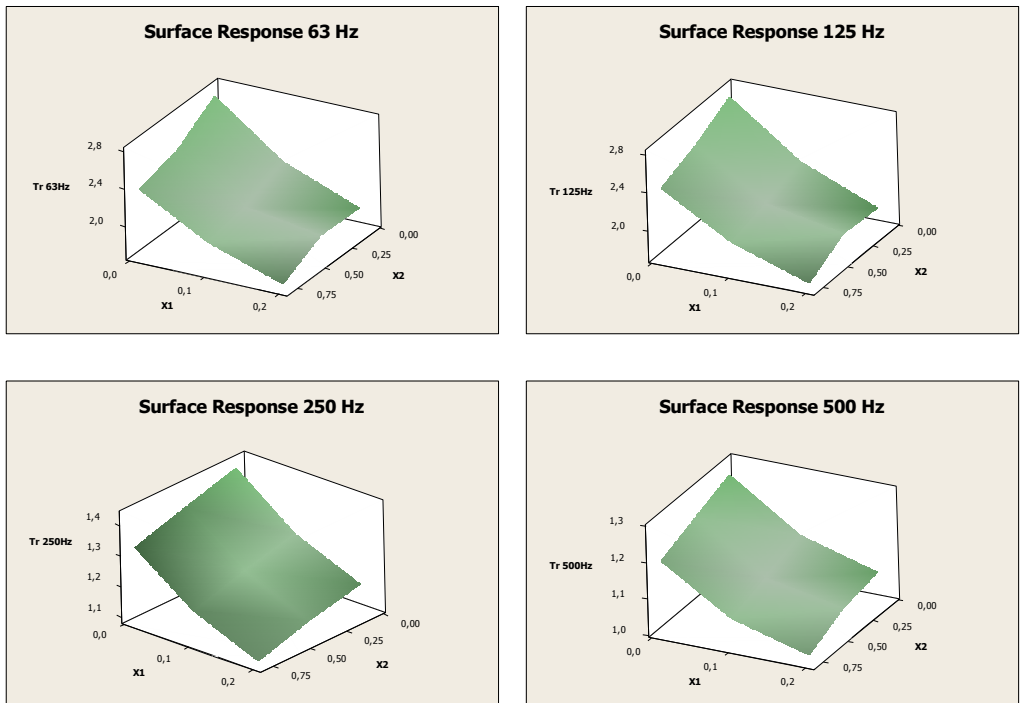 Surface Response 63 Hz
2,8
Tr 63Hz
2,4
2,0
0,0
0,1
0,2
X1
0,00
0,25
0,50
0,75
X2
Surface Response 125 Hz
2,8
Tr 125Hz
2,4
2,0
0,0
0,1
0,2
X1
0,00
0,25
0,50
0,75
X2
Surface Response 250 Hz
1,4
Tr 250Hz
1,3
1,2
1,1
0,0
0,1
0,2
X1
0,00
0,25
0,50
0,75
X2
Surface Response 500 Hz
1,3
1,2
Tr 500Hz
1,1
1,0
0,0
0,1
0,2
X1
0,00
0,25
0,50
0,75
X2